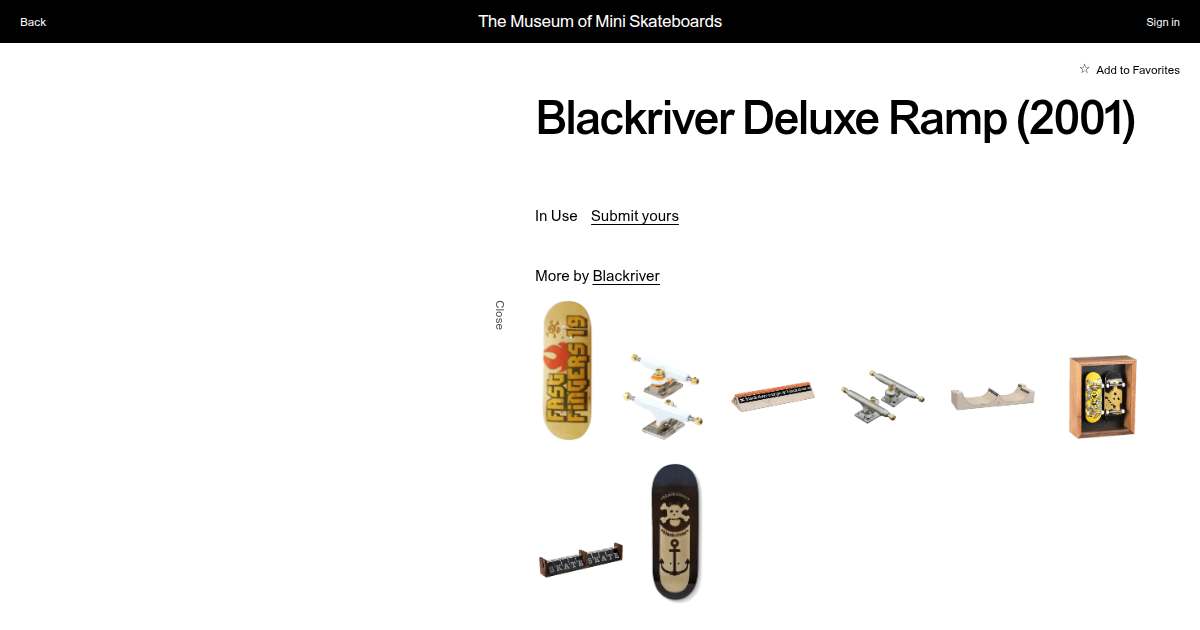 Back
The Museum of Mini Skateboards
Sign in
☆ Add to Favorites
Blackriver Deluxe Ramp (2001)
In Use Submit yours
More by Blackriver
Close
FAST
FINGERS 19
SKATE SKATE